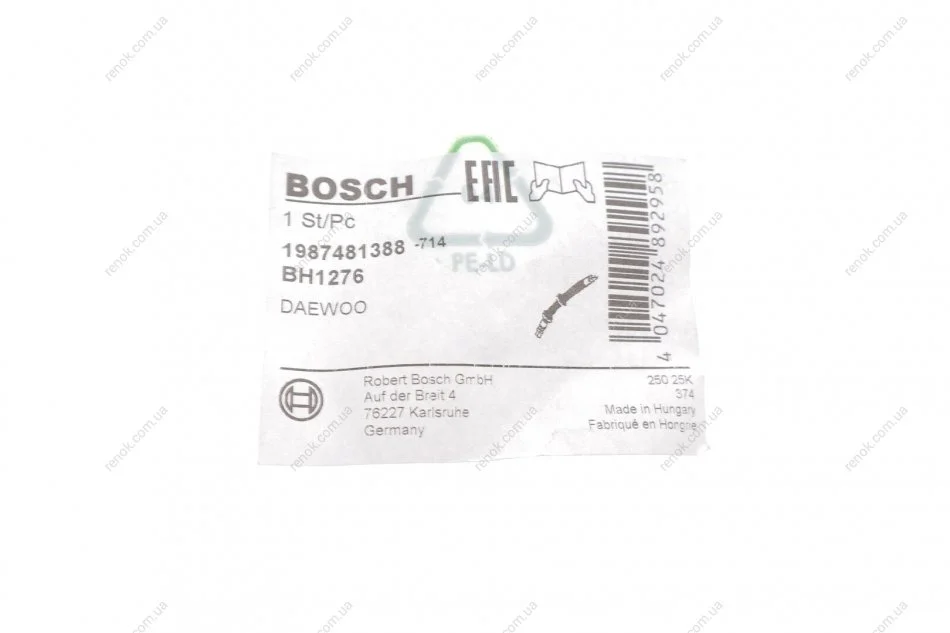 BOSCH
EAC
1 St/Pc
1987481388 -714
BH1276
PE-LD
DAEWOO
4 047024 892958
Robert Bosch GmbH
Auf der Breit 4
76227 Karlsruhe
Germany
250 25K
374
Made in Hungary
Fabriqué en Hongrie
renok.com.ua